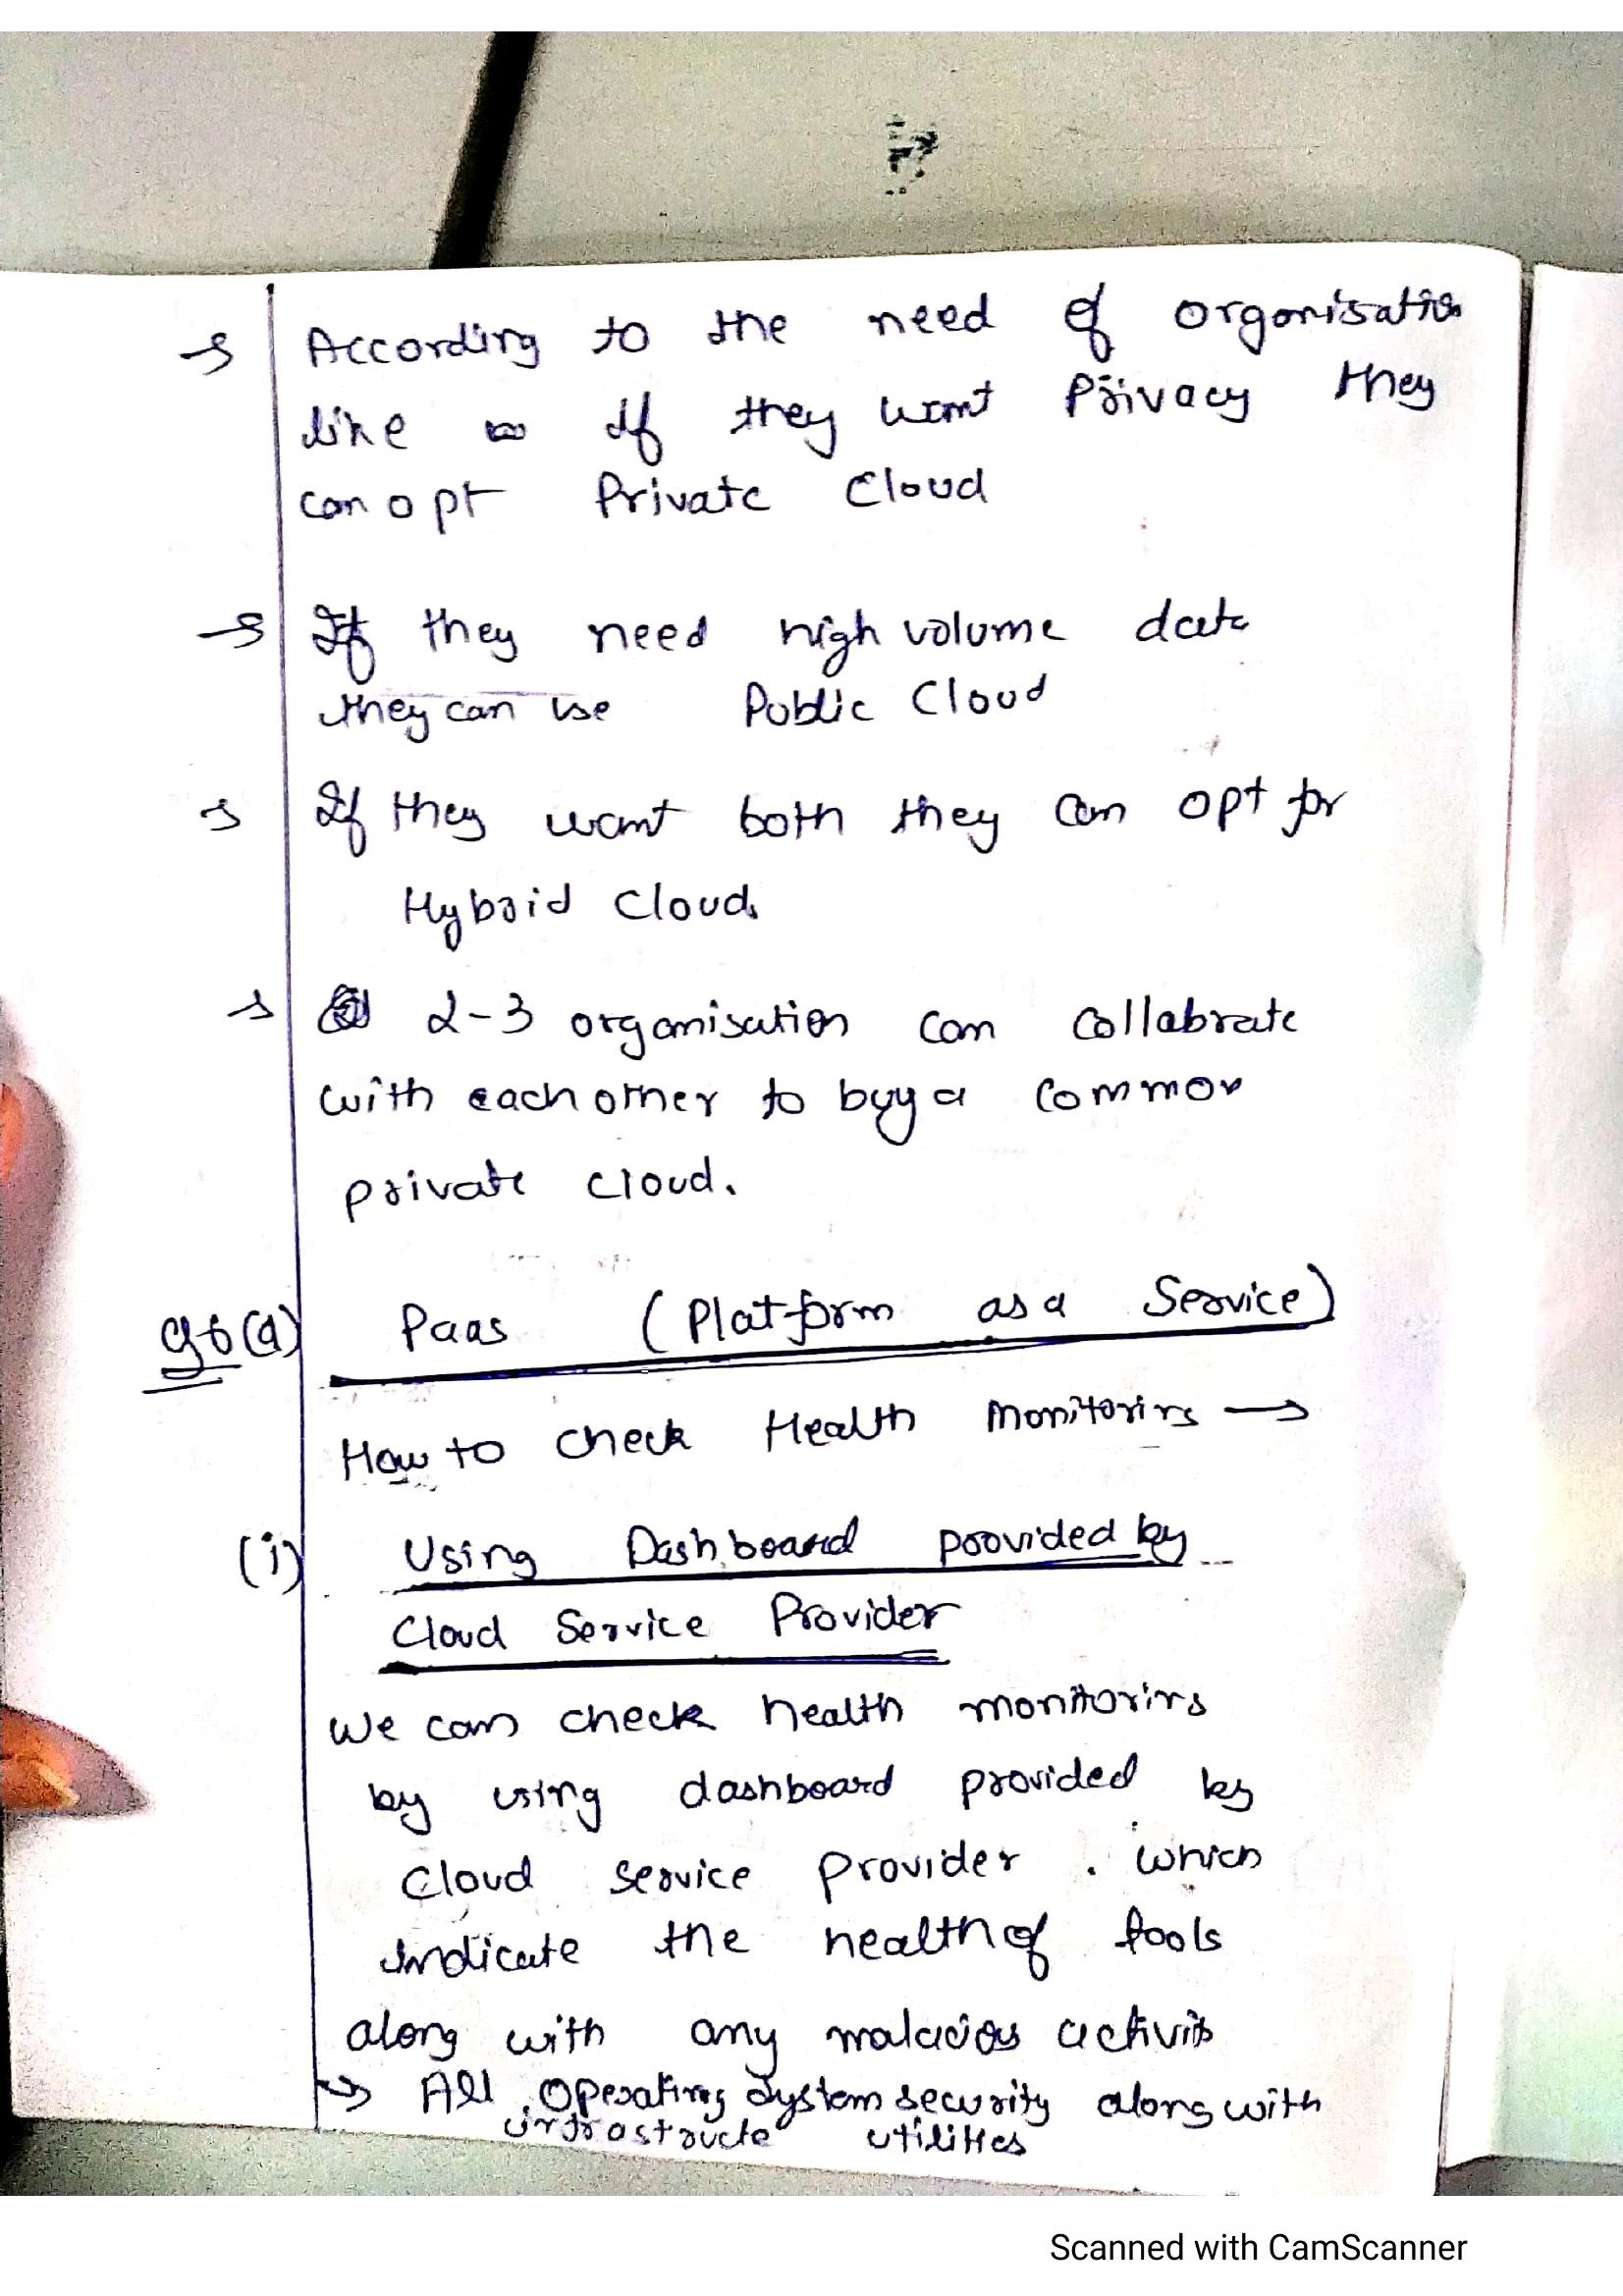 → According to the need of organisation
like if they want Privacy they
can opt Private Cloud
→ If they need high volume data
they can use Public Cloud
→ If they want both they can opt for
Hybrid Cloud.
→ 2-3 organisation can collabrate
with each other to buy a common
private cloud.
Q6(a) Paas (Platform as a Service)
How to check Health monitoring →
(i) Using Dashboard provided by
Cloud Service Provider
We can check health monitoring
by using dashboard provided by
cloud service provider. which
indicate the health of tools
along with any malacios activity
→ All operating system security along with
utilities
Scanned with CamScanner